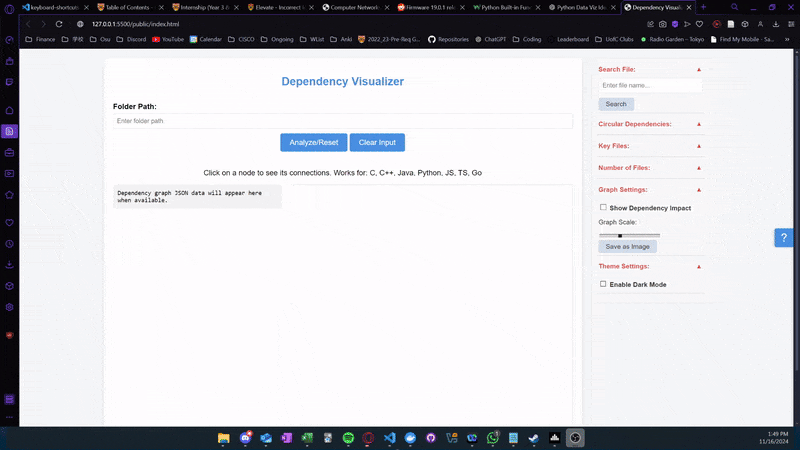 keyboard-shortcuts
Table of Contents -
Internship (Year 3
Elevate - Incorrect
Computer Network
Firmware 19.0.1 rele
Python Built-in Func
Python Data Viz Ide
Dependency Visualiz
127.0.0.1:5500/public/index.html
Finance
学校
Osu
Discord
YouTube
Ongoing
Calendar
CISCO
WList
Anki
2022_23-Pre-Req G...
Repositories
ChatGPT
Coding
Leaderboard
UofC Clubs
Radio Garden – Tokyo
Find My Mobile - Sa...
Dependency Visualizer
Folder Path:
Enter folder path
Analyze/Reset
Clear Input
Click on a node to see its connections. Works for: C, C++, Java, Python, JS, TS, Go
Dependency graph JSON data will appear here
when available.
Search File:
Enter file name...
Search
Circular Dependencies:
Key Files:
Number of Files:
Graph Settings:
Show Dependency Impact
Graph Scale:
Save as Image
Theme Settings:
Enable Dark Mode
?
1:49 PM
11/16/2024